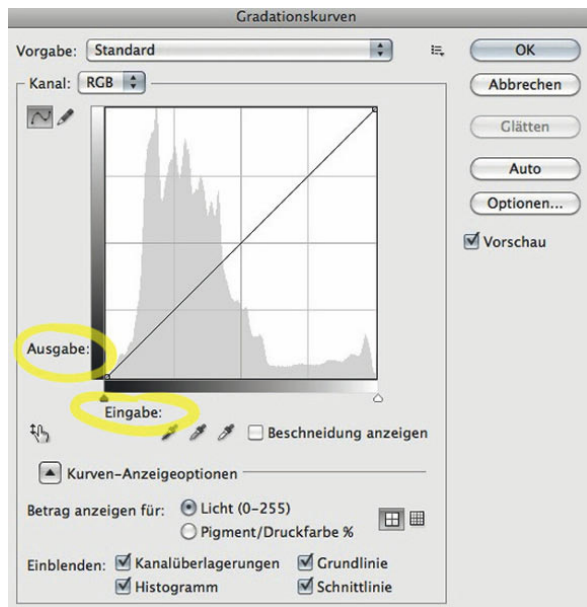 Gradationskurven
Vorgabe: Standard
OK
Kanal: RGB
Abbrechen
Glätten
Auto
Optionen...
Vorschau
Ausgabe:
Eingabe:
Beschneidung anzeigen
Kurven-Anzeigeoptionen
Betrag anzeigen für: Licht (0–255)
Pigment/Druckfarbe %
Einblenden: Kanalüberlagerungen Grundlinie
Histogramm Schnittlinie